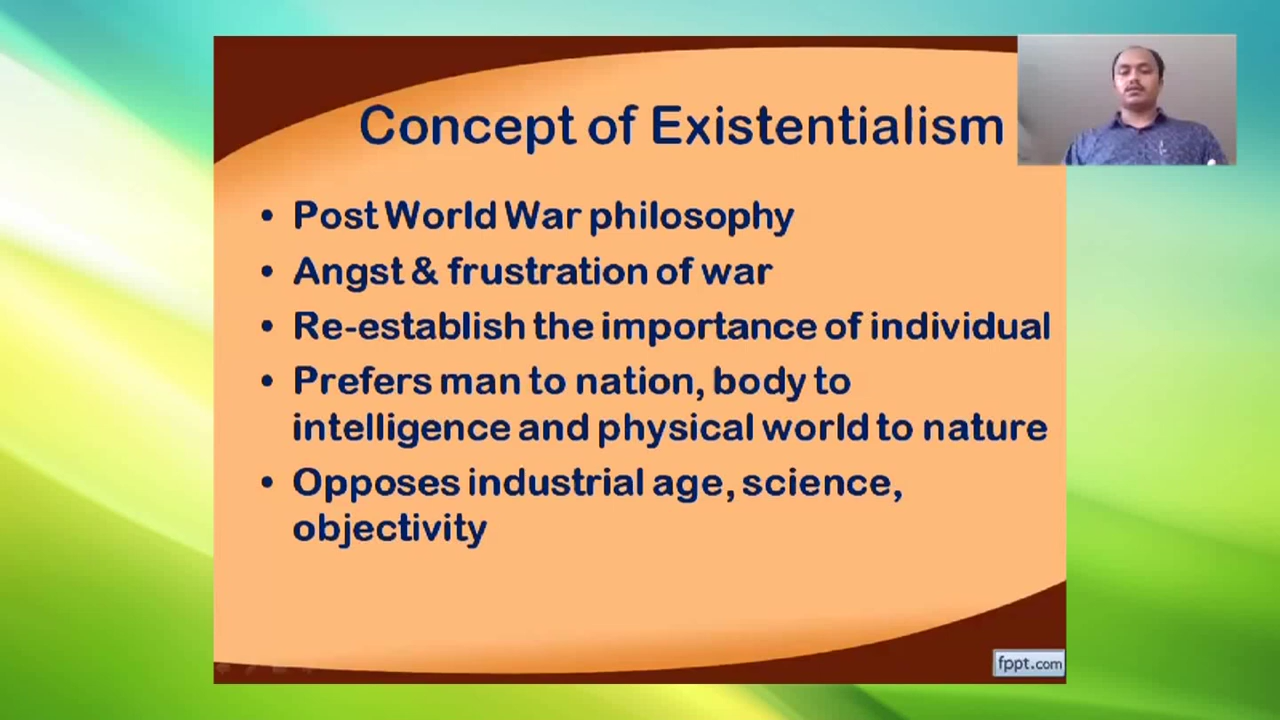 Concept of Existentialism
• Post World War philosophy
• Angst & frustration of war
• Re-establish the importance of individual
• Prefers man to nation, body to
intelligence and physical world to nature
• Opposes industrial age, science,
objectivity
fppt.com